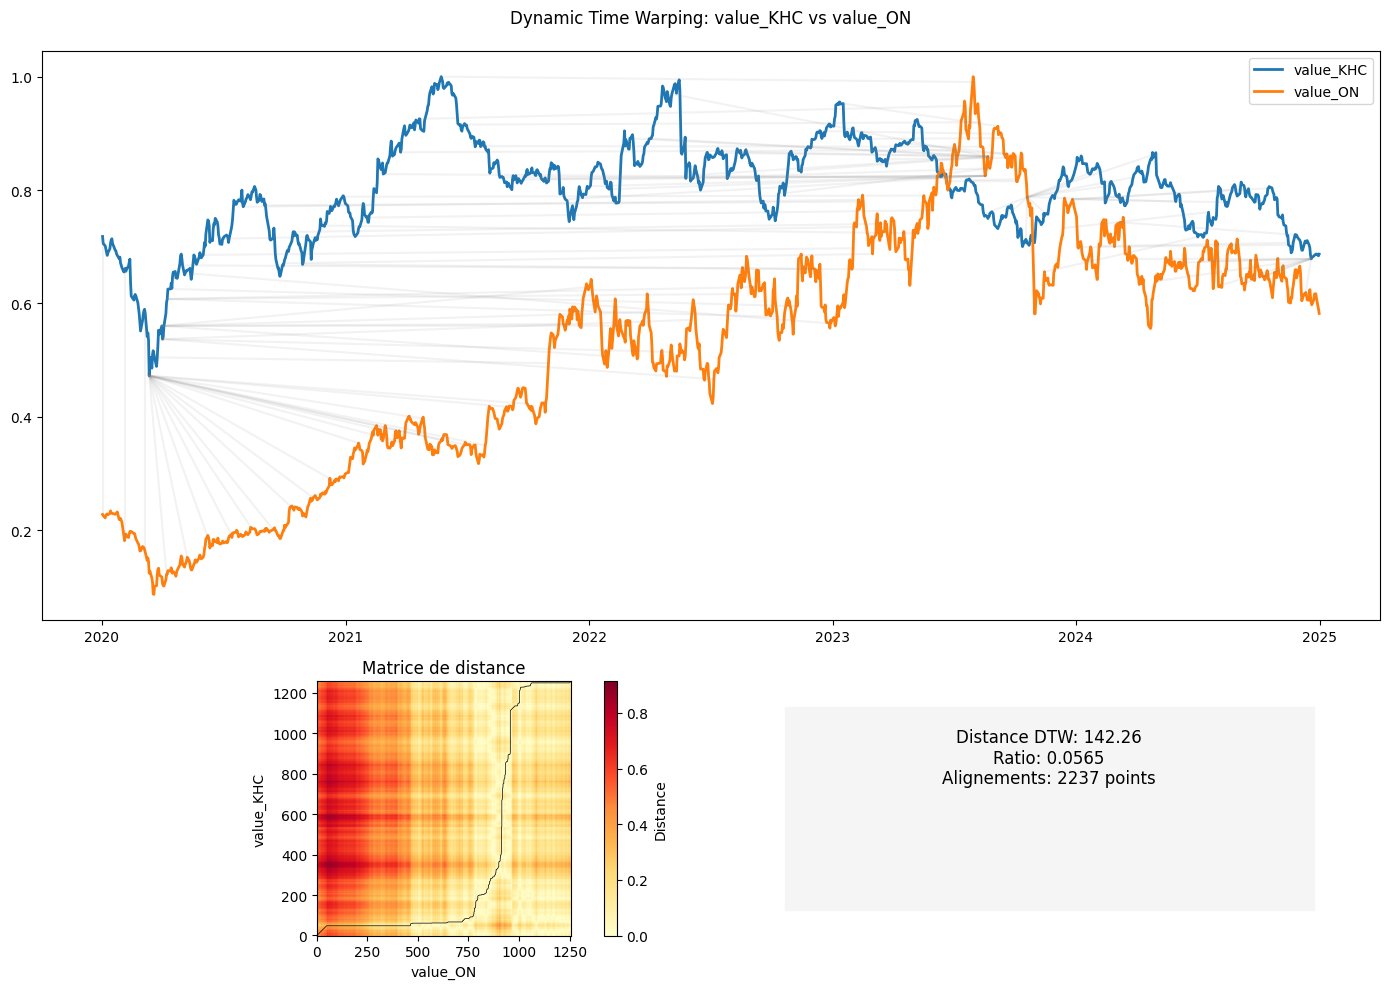 Dynamic Time Warping: value_KHC vs value_ON
value_KHC
value_ON
1.0
0.8
0.6
0.4
0.2
2020 2021 2022 2023 2024 2025
Matrice de distance
value_KHC
1200
1000
800
600
400
200
0
0 250 500 750 1000 1250
value_ON
0.8
0.6
0.4
0.2
0.0
Distance
Distance DTW: 142.26
Ratio: 0.0565
Alignements: 2237 points